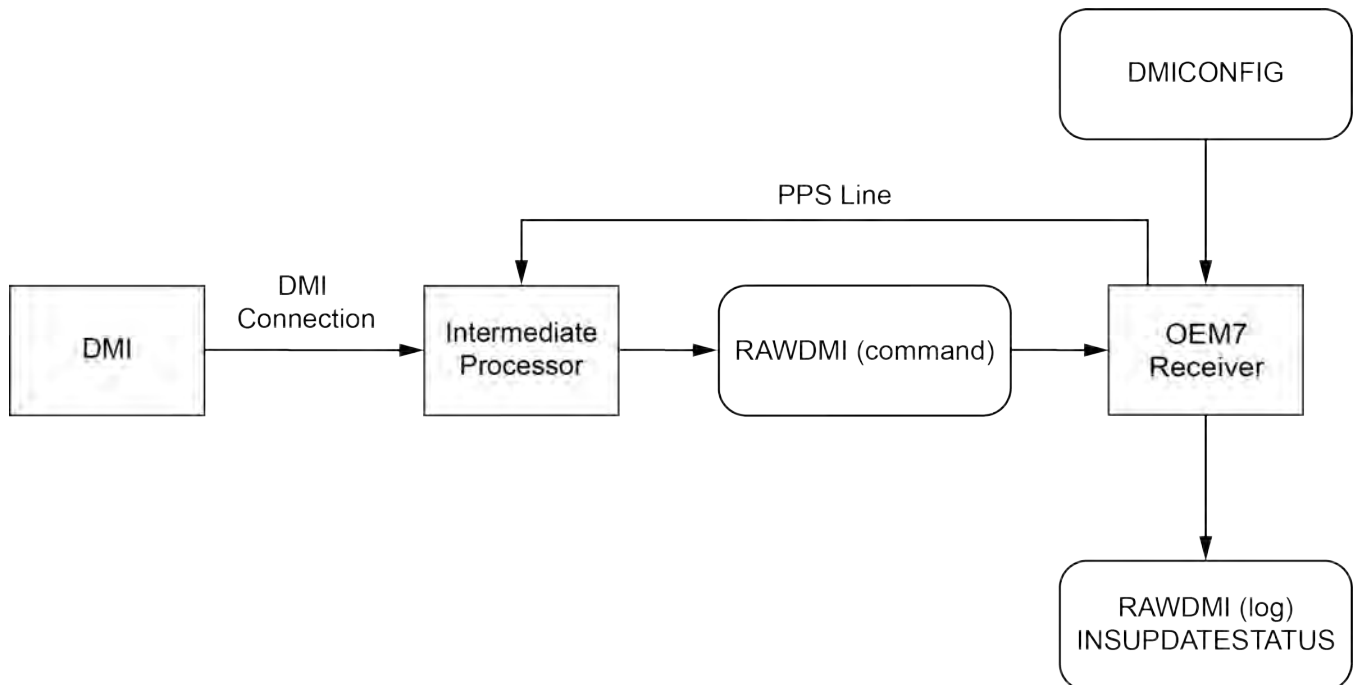 DMICONFIG
PPS Line
DMI
Connection
DMI
Intermediate
Processor
RAWDMI (command)
OEM7
Receiver
RAWDMI (log)
INSUPDATESTATUS